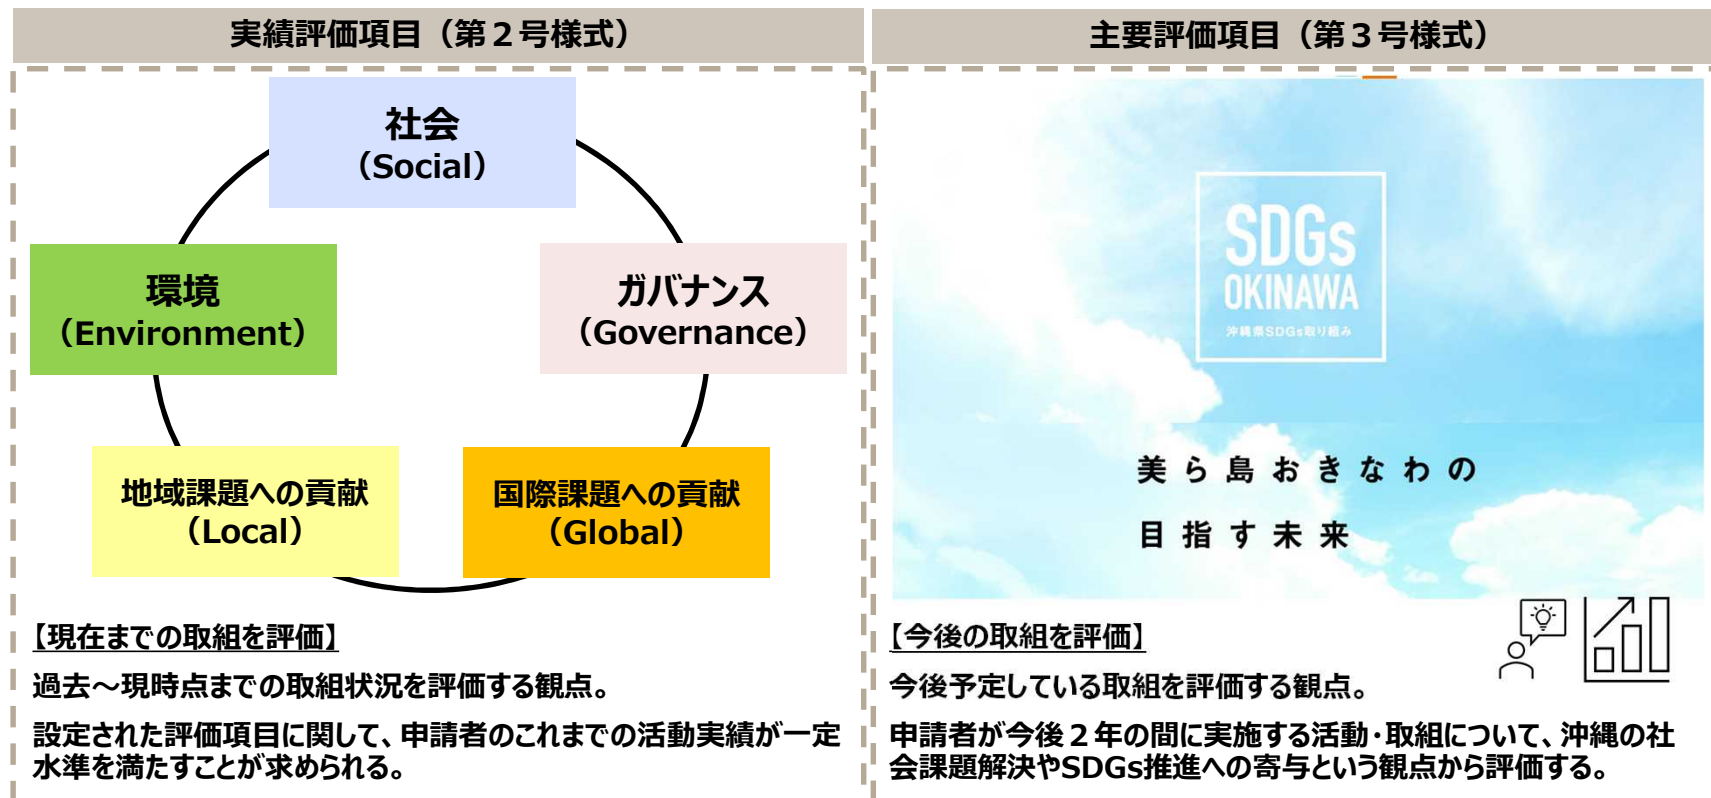 実績評価項目（第２号様式）
社会
（Social）
環境
（Environment）
ガバナンス
（Governance）
地域課題への貢献
（Local）
国際課題への貢献
（Global）
【現在までの取組を評価】
過去～現時点までの取組状況を評価する観点。
設定された評価項目に関して、申請者のこれまでの活動実績が一定
水準を満たすことが求められる。
主要評価項目（第３号様式）
SDGs
OKINAWA
沖縄県SDGs取り組み
美ら島おきなわの
目指す未来
【今後の取組を評価】
今後予定している取組を評価する観点。
申請者が今後２年の間に実施する活動・取組について、沖縄の社
会課題解決やSDGs推進への寄与という観点から評価する。